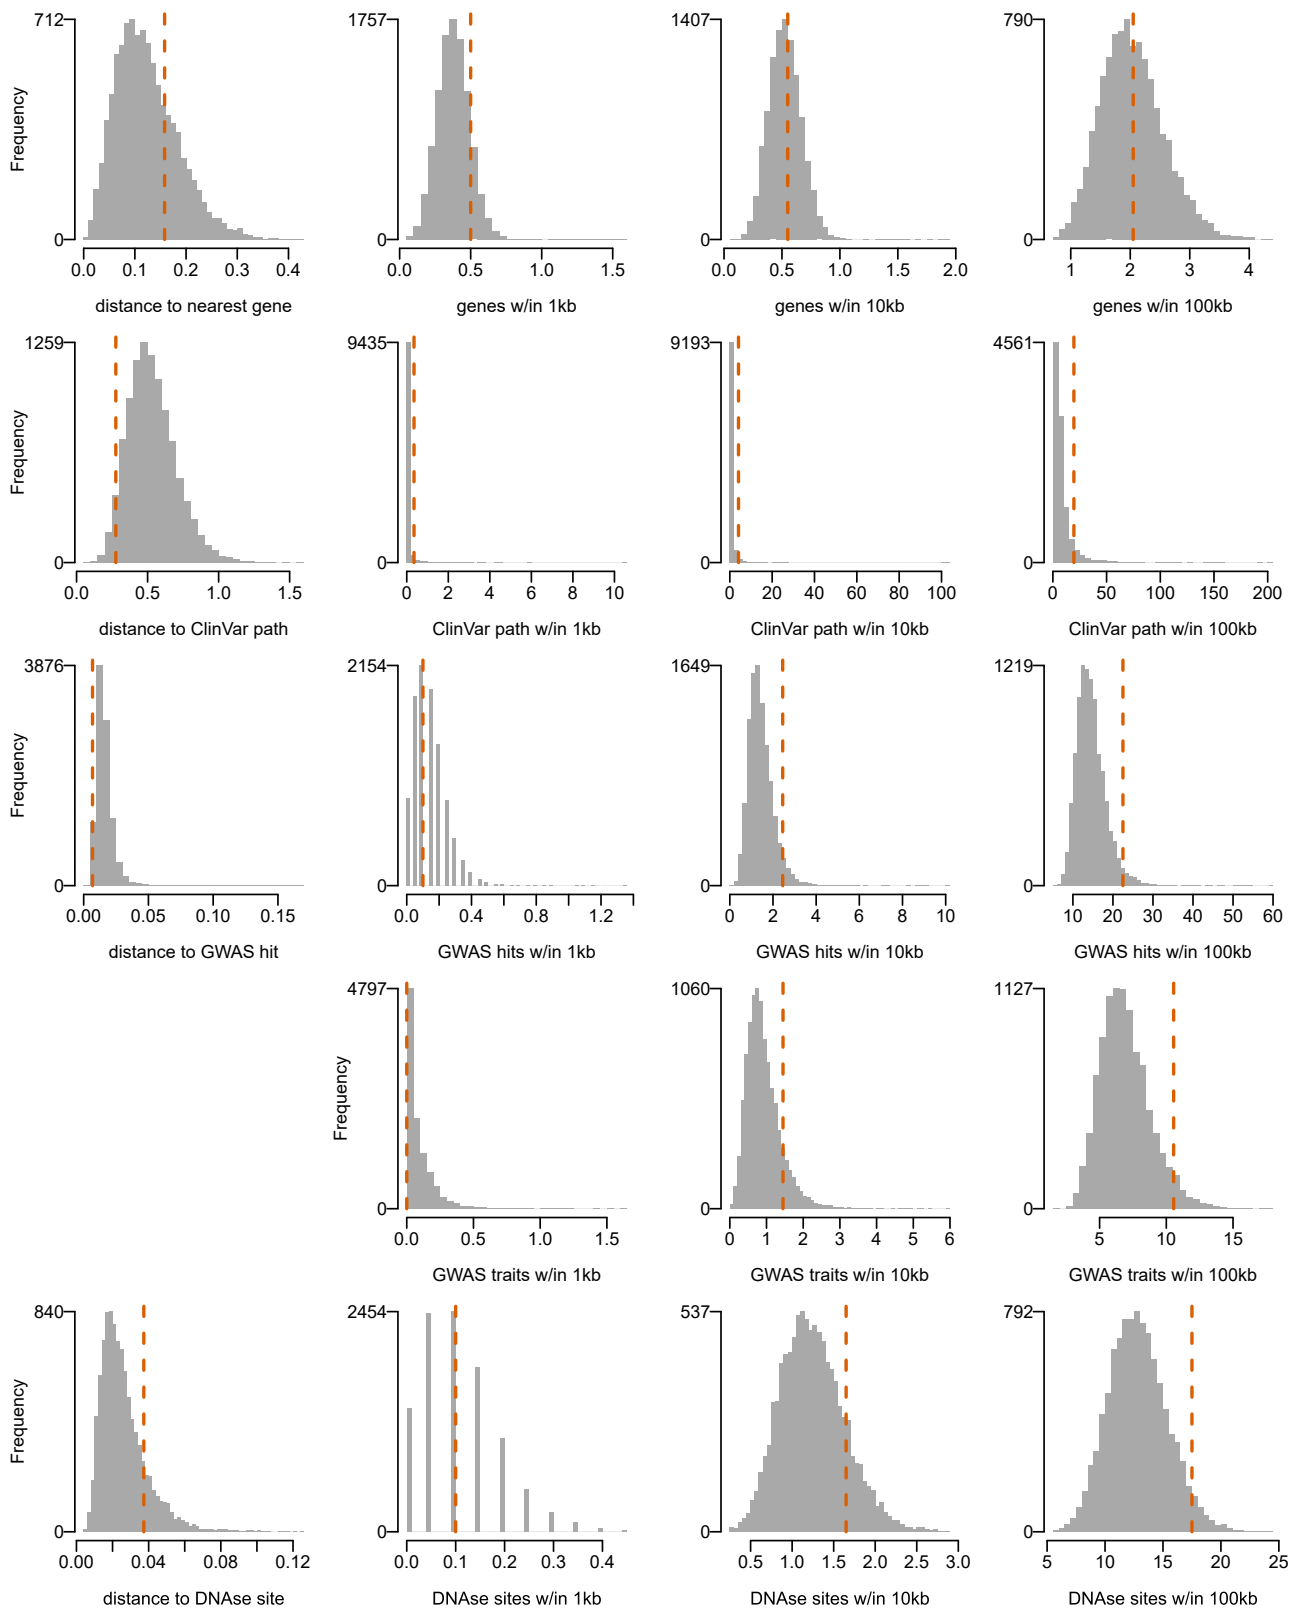 712 1757 1407 790
Frequency
0 0 0 0
0.0 0.1 0.2 0.3 0.4 0.0 0.5 1.0 1.5 0.0 0.5 1.0 1.5 2.0 1 2 3 4
distance to nearest gene genes w/in 1kb genes w/in 10kb genes w/in 100kb
1259 9435 9193 4561
Frequency
0 0 0 0
0.0 0.5 1.0 1.5 0 2 4 6 8 10 0 20 40 60 80 100 0 50 100 150 200
distance to ClinVar path ClinVar path w/in 1kb ClinVar path w/in 10kb ClinVar path w/in 100kb
3876 2154 1649 1219
Frequency
0 0 0 0
0.00 0.05 0.10 0.15 0.0 0.4 0.8 1.2 0 2 4 6 8 10 10 20 30 40 50 60
distance to GWAS hit GWAS hits w/in 1kb GWAS hits w/in 10kb GWAS hits w/in 100kb
4797 1060 1127
Frequency
0 0 0
0.0 0.5 1.0 1.5 0 1 2 3 4 5 6 5 10 15
GWAS traits w/in 1kb GWAS traits w/in 10kb GWAS traits w/in 100kb
840 2454 537 792
Frequency
0 0 0 0
0.00 0.04 0.08 0.12 0.0 0.1 0.2 0.3 0.4 0.5 1.0 1.5 2.0 2.5 3.0 5 10 15 20 25
distance to DNAse site DNAse sites w/in 1kb DNAse sites w/in 10kb DNAse sites w/in 100kb